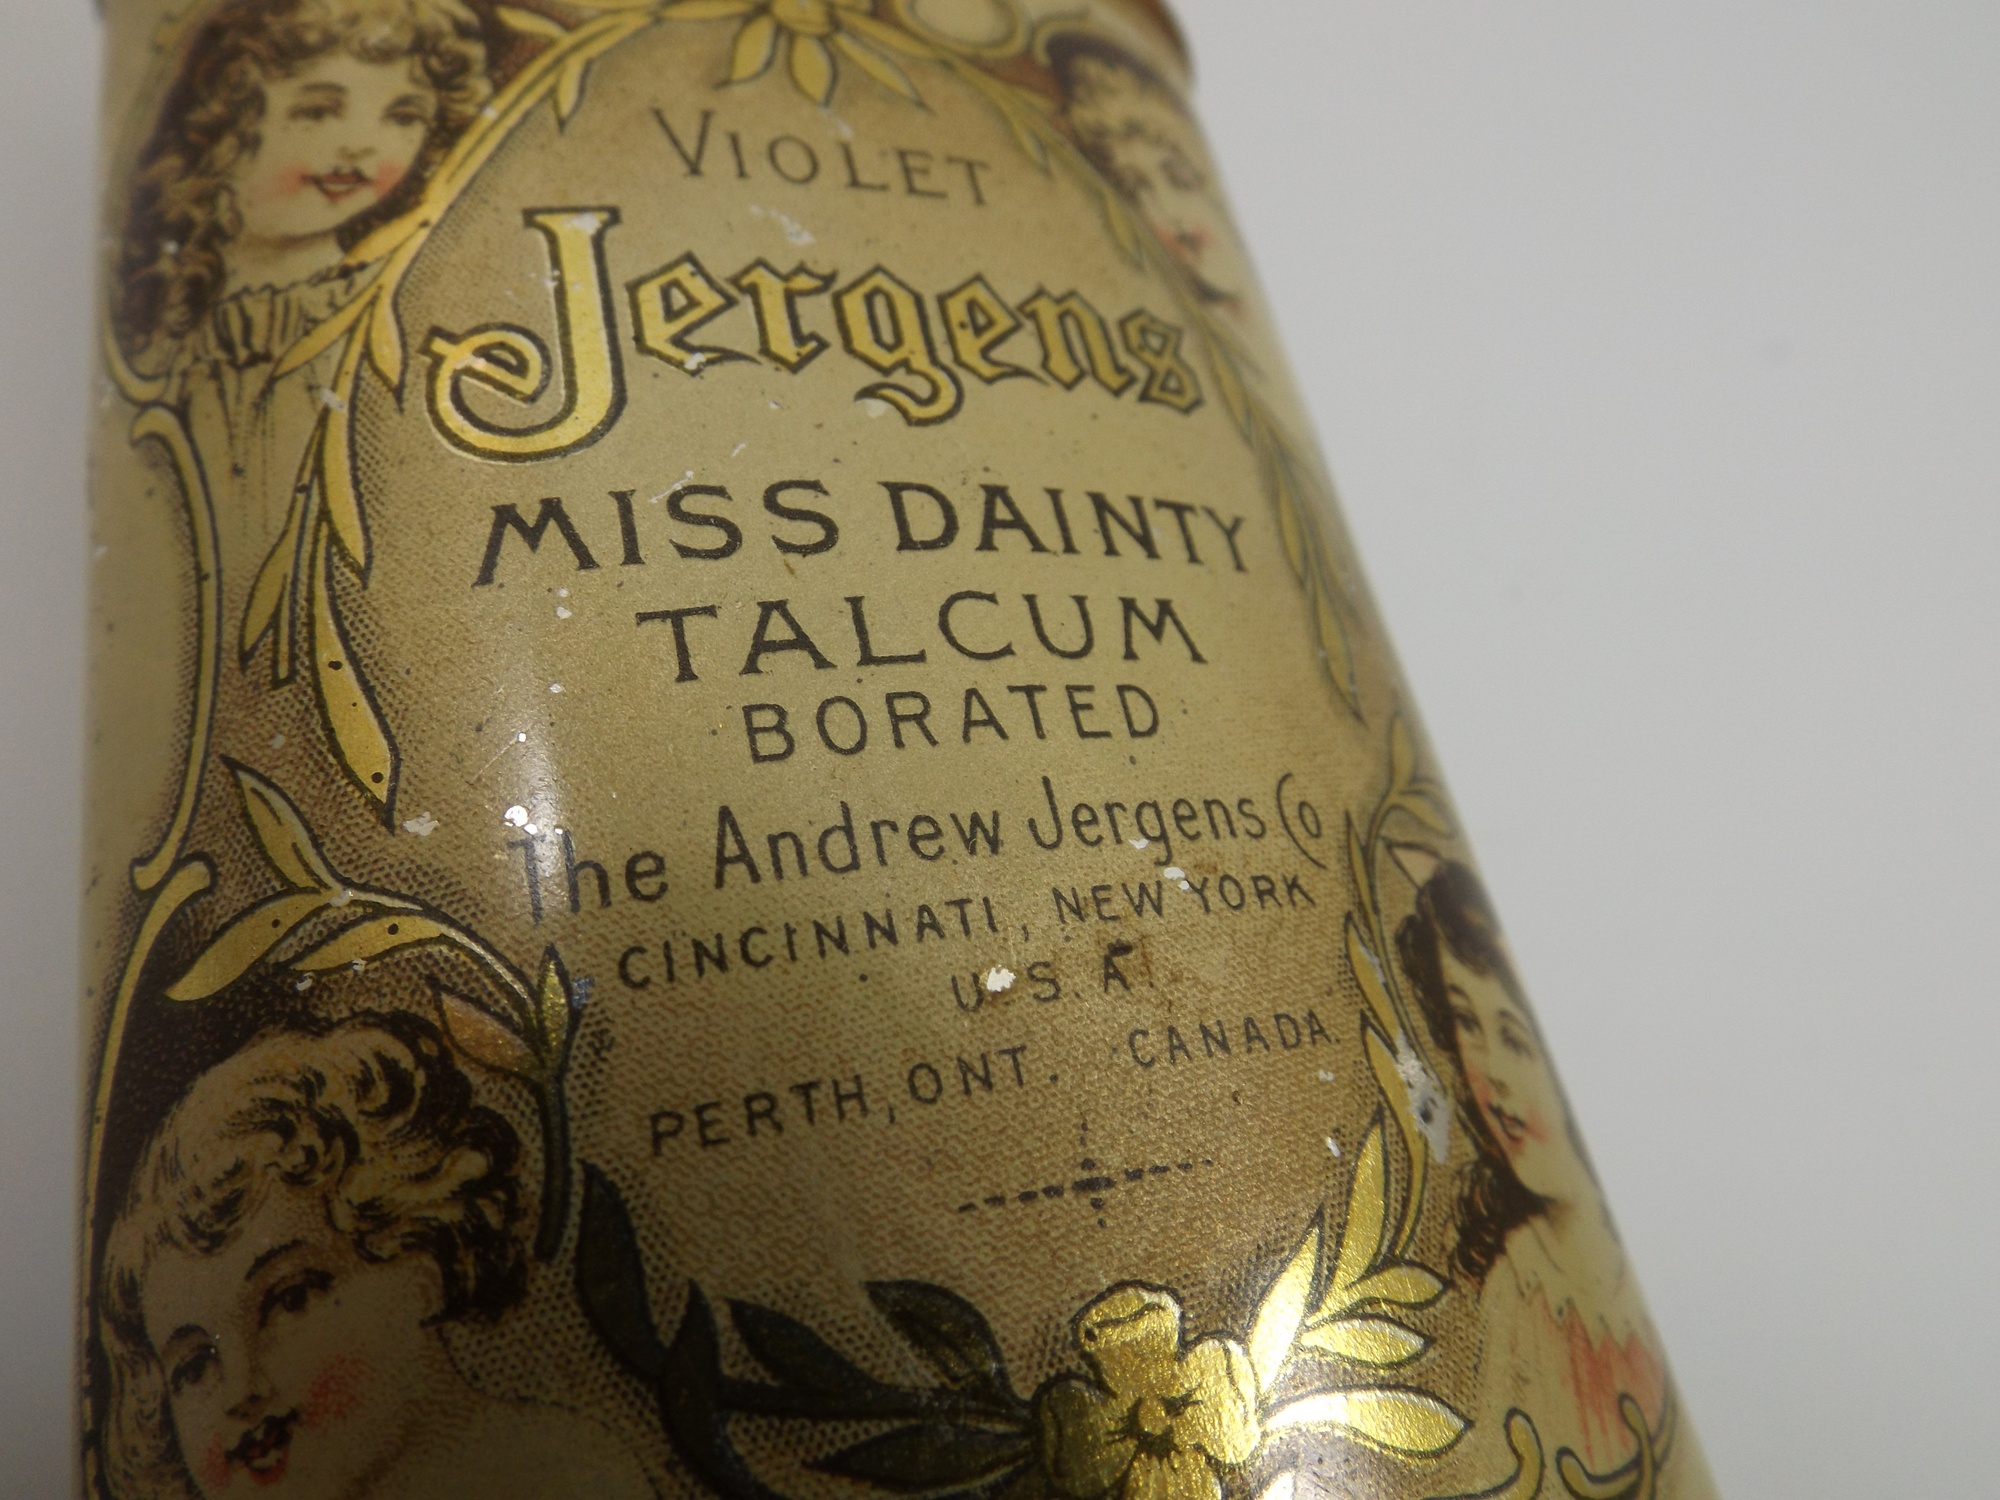 VIOLET
Jergens
MISS DAINTY
TALCUM
BORATED
The Andrew Jergens Co
CINCINNATI, NEW YORK
U.S.A.
PERTH, ONT. CANADA.